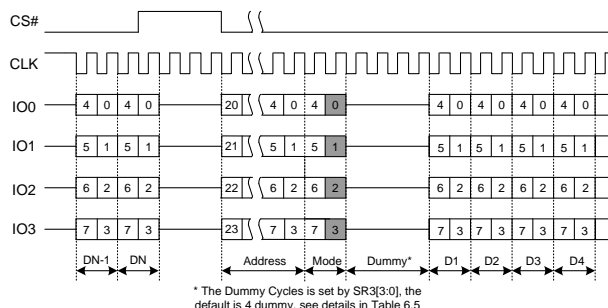 CS#
CLK
IO0 4 0 4 0 20 4 0 4 0 4 0 4 0 4 0 4 0
IO1 5 1 5 1 21 5 1 5 1 5 1 5 1 5 1 5 1
IO2 6 2 6 2 22 6 2 6 2 6 2 6 2 6 2 6 2
IO3 7 3 7 3 23 7 3 7 3 7 3 7 3 7 3 7 3
DN-1 DN Address Mode Dummy* D1 D2 D3 D4
* The Dummy Cycles is set by SR3[3:0], the
default is 4 dummy, see details in Table 6.5